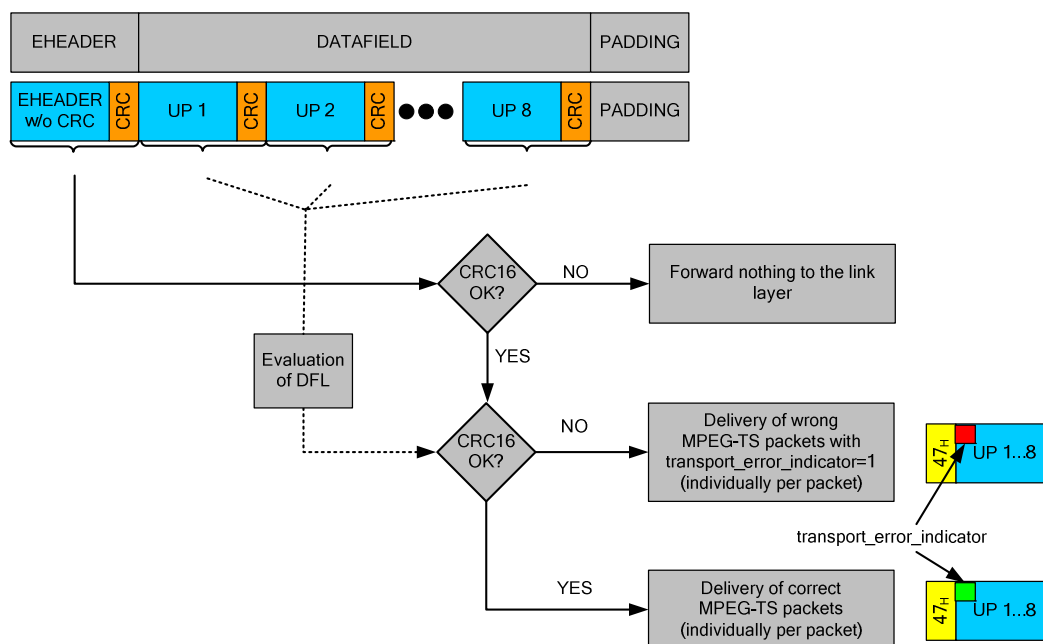 EHEADER DATAFIELD PADDING
EHEADER w/o CRC CRC UP 1 CRC UP 2 CRC UP 8 CRC PADDING
CRC16 OK?
NO
Forward nothing to the link layer
YES
Evaluation of DFL
CRC16 OK?
NO
Delivery of wrong
MPEG-TS packets with
transport_error_indicator=1
(individually per packet)
47H UP 1...8
transport_error_indicator
YES
Delivery of correct
MPEG-TS packets
(individually per packet)
47H UP 1...8